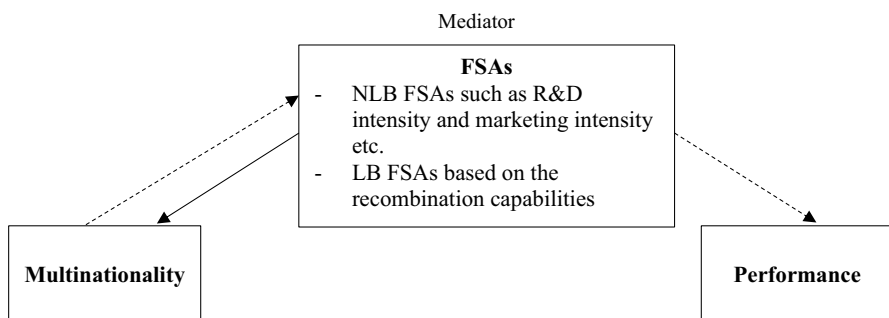 Mediator
FSAs
- NLB FSAs such as R&D
intensity and marketing intensity
etc.
- LB FSAs based on the
recombination capabilities
Multinationality
Performance